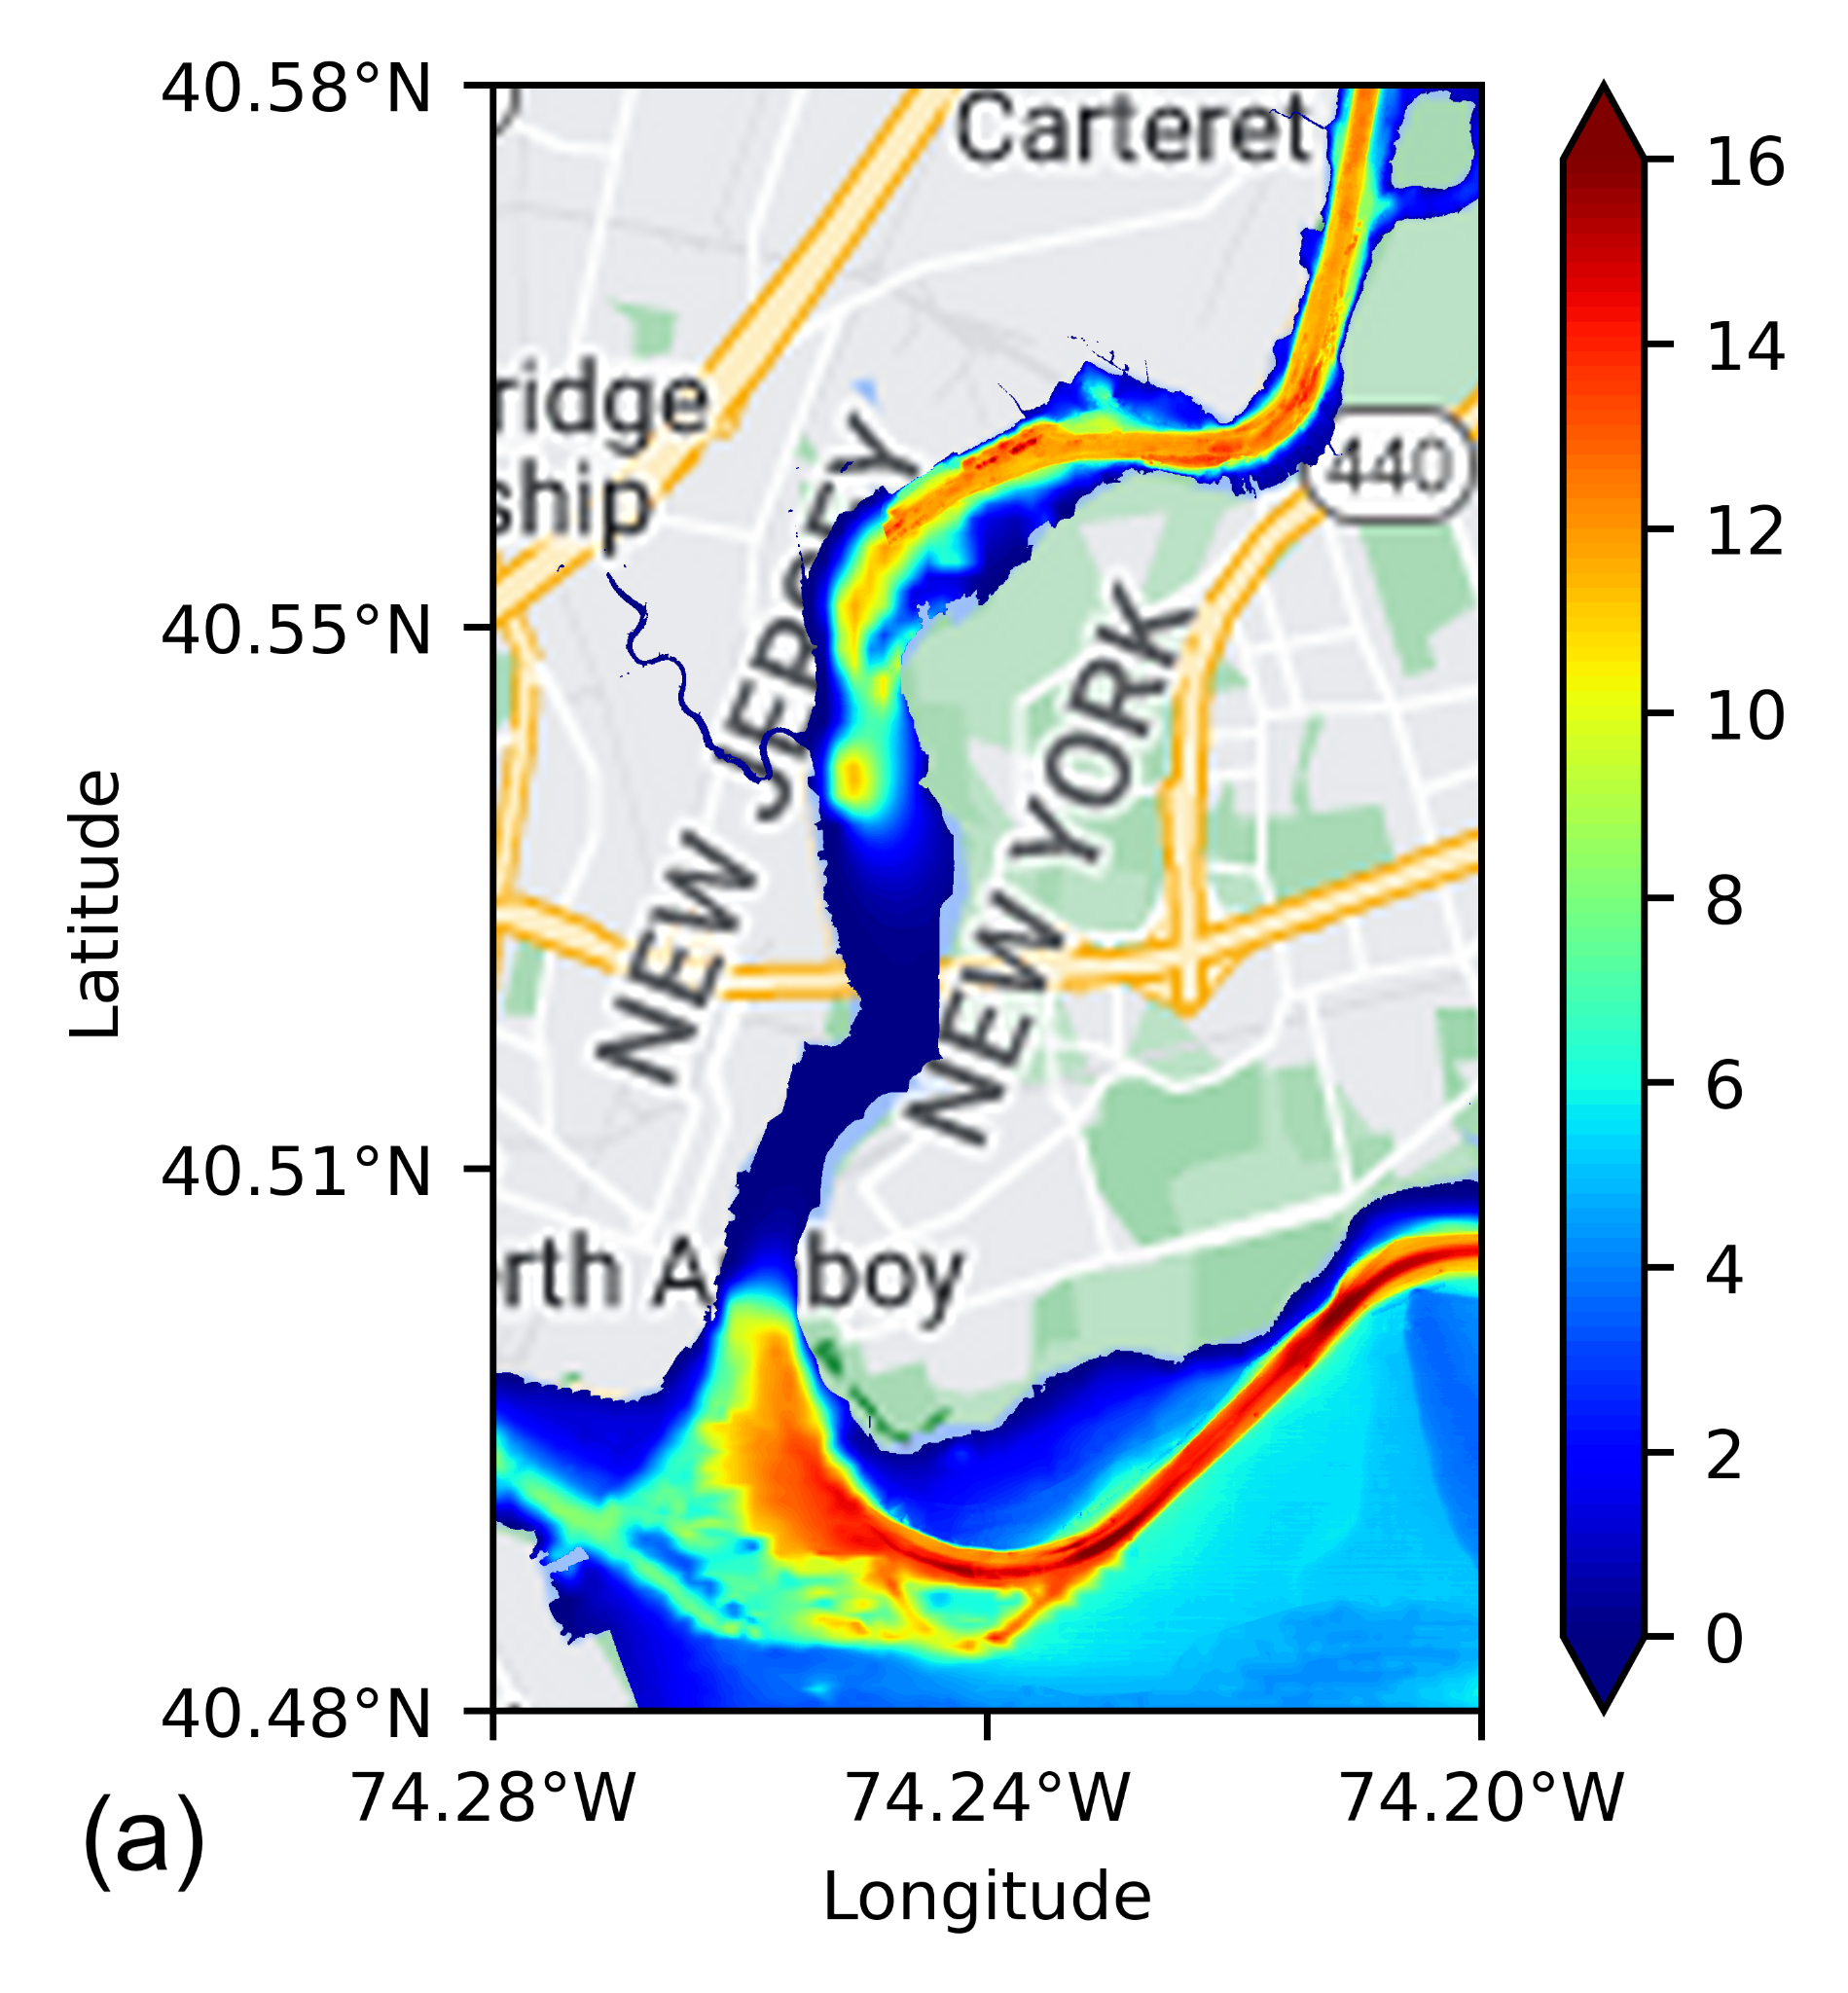 40.58°N
Carteret
16
14
ridge
440
ship
12
40.55°N
10
NEW JERSEY
NEW YORK
8
Latitude
6
40.51°N
4
rth A boy
2
0
40.48°N
74.28°W
74.24°W
74.20°W
(a)
Longitude